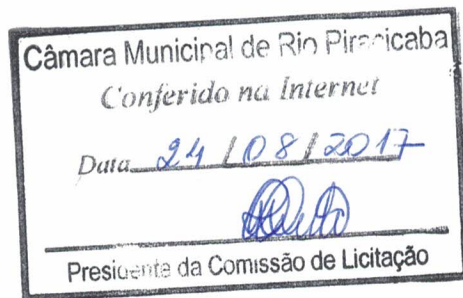 Câmara Municipal de Rio Piracicaba
Conferido na Internet
Data 24/08/2017
Presidente da Comissão de Licitação